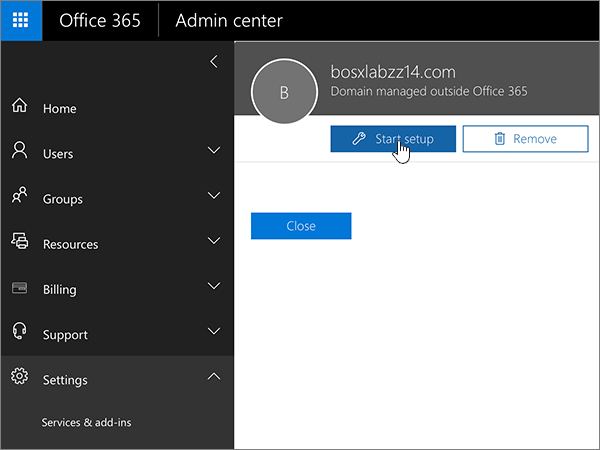 Office 365
Admin center
B
bosxlabzz14.com
Domain managed outside Office 365
Start setup
Remove
Close
Home
Users
Groups
Resources
Billing
Support
Settings
Services & add-ins